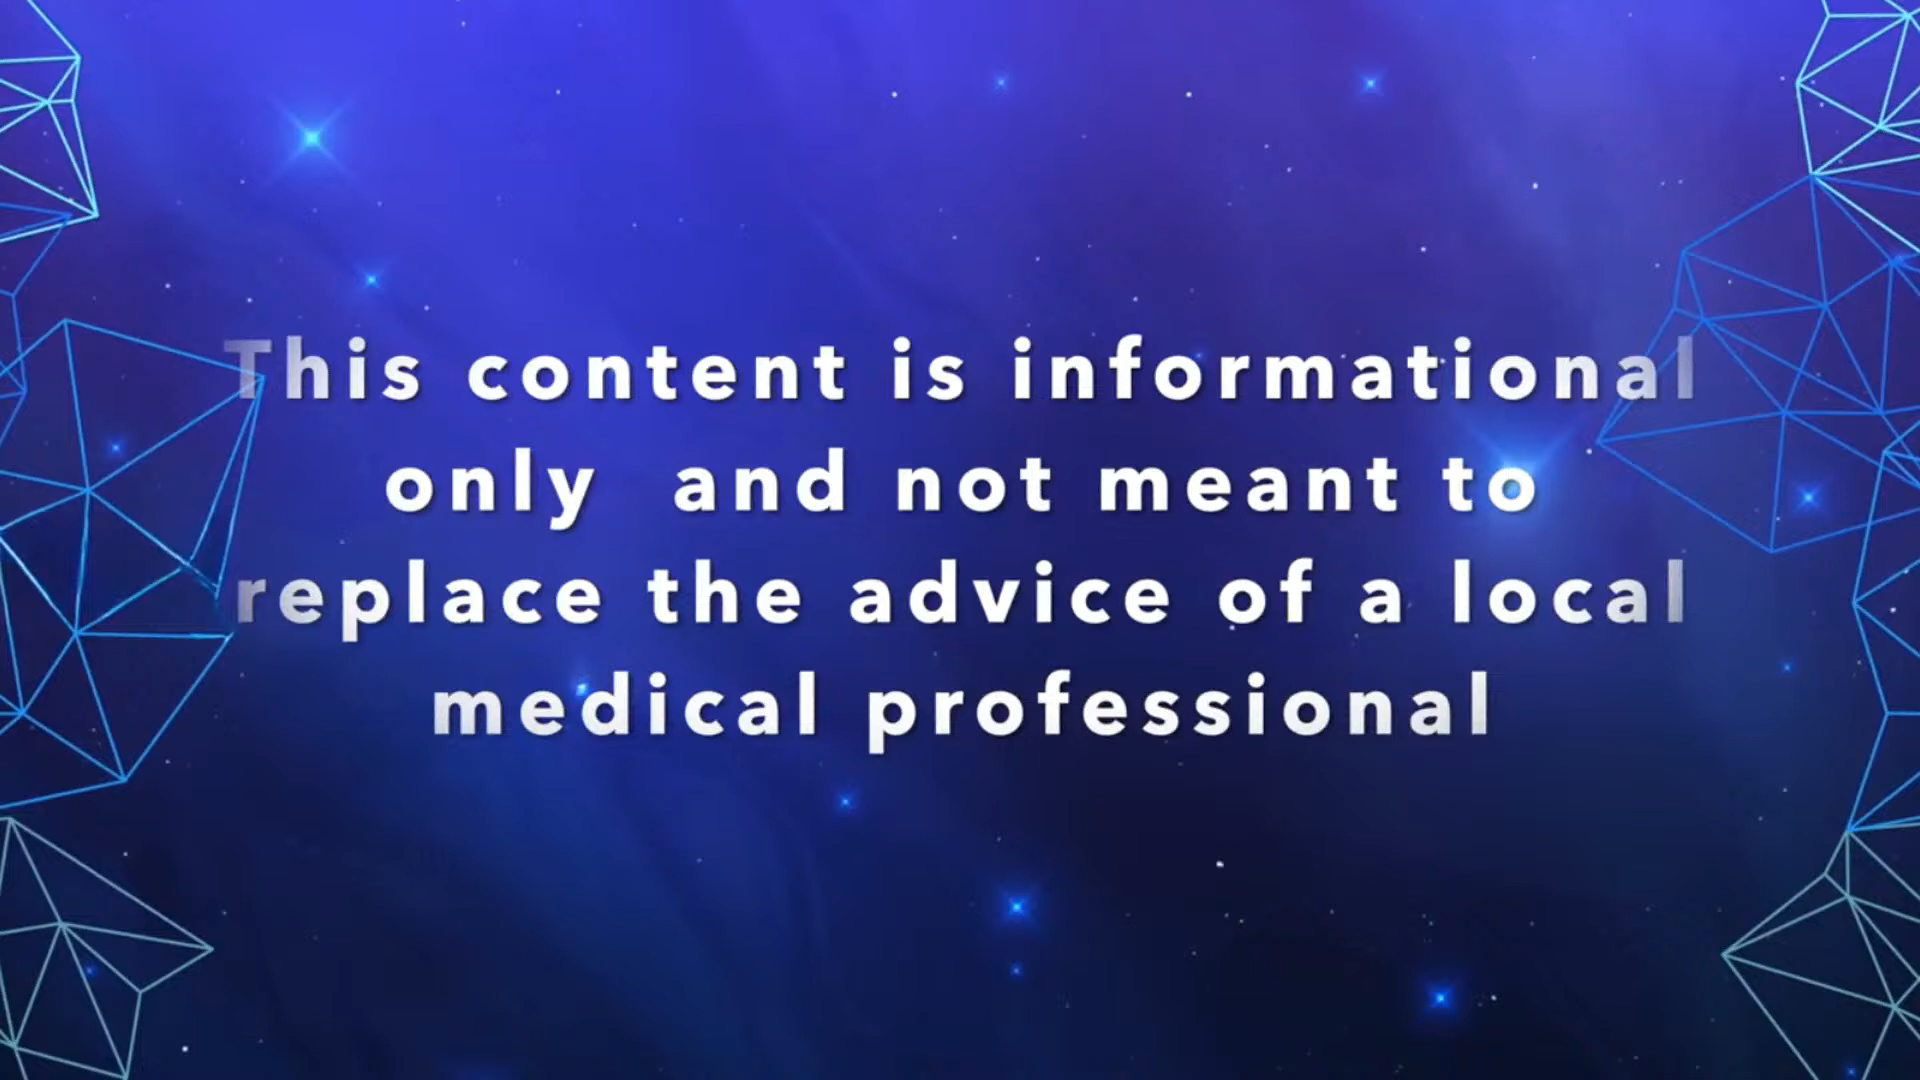 This content is informational
only and not meant to
replace the advice of a local
medical professional